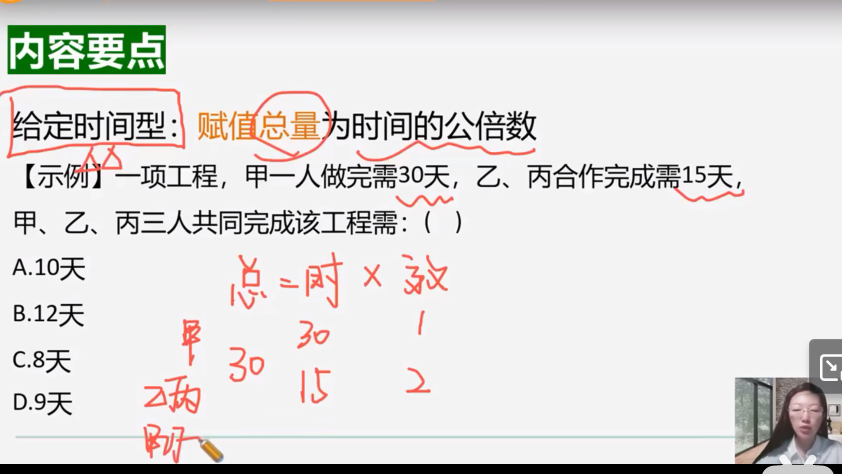 内容要点
给定时间型：赋值总量为时间的公倍数
【示例】一项工程，甲一人做完需30天，乙、丙合作完成需15天，
甲、乙、丙三人共同完成该工程需：( )
A.10天
B.12天
C.8天
D.9天
总=时×效
甲 30 30 1
乙丙 15 2